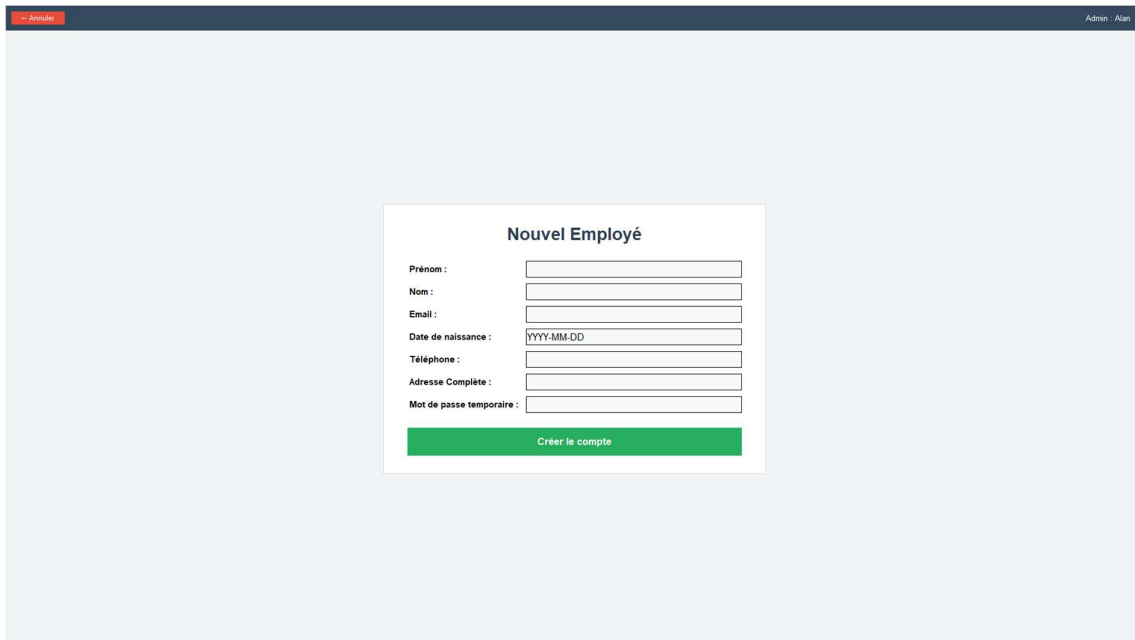 ← Annuler
Admin : Alan
Nouvel Employé
Prénom :
Nom :
Email :
Date de naissance : YYYY-MM-DD
Téléphone :
Adresse Complète :
Mot de passe temporaire :
Créer le compte